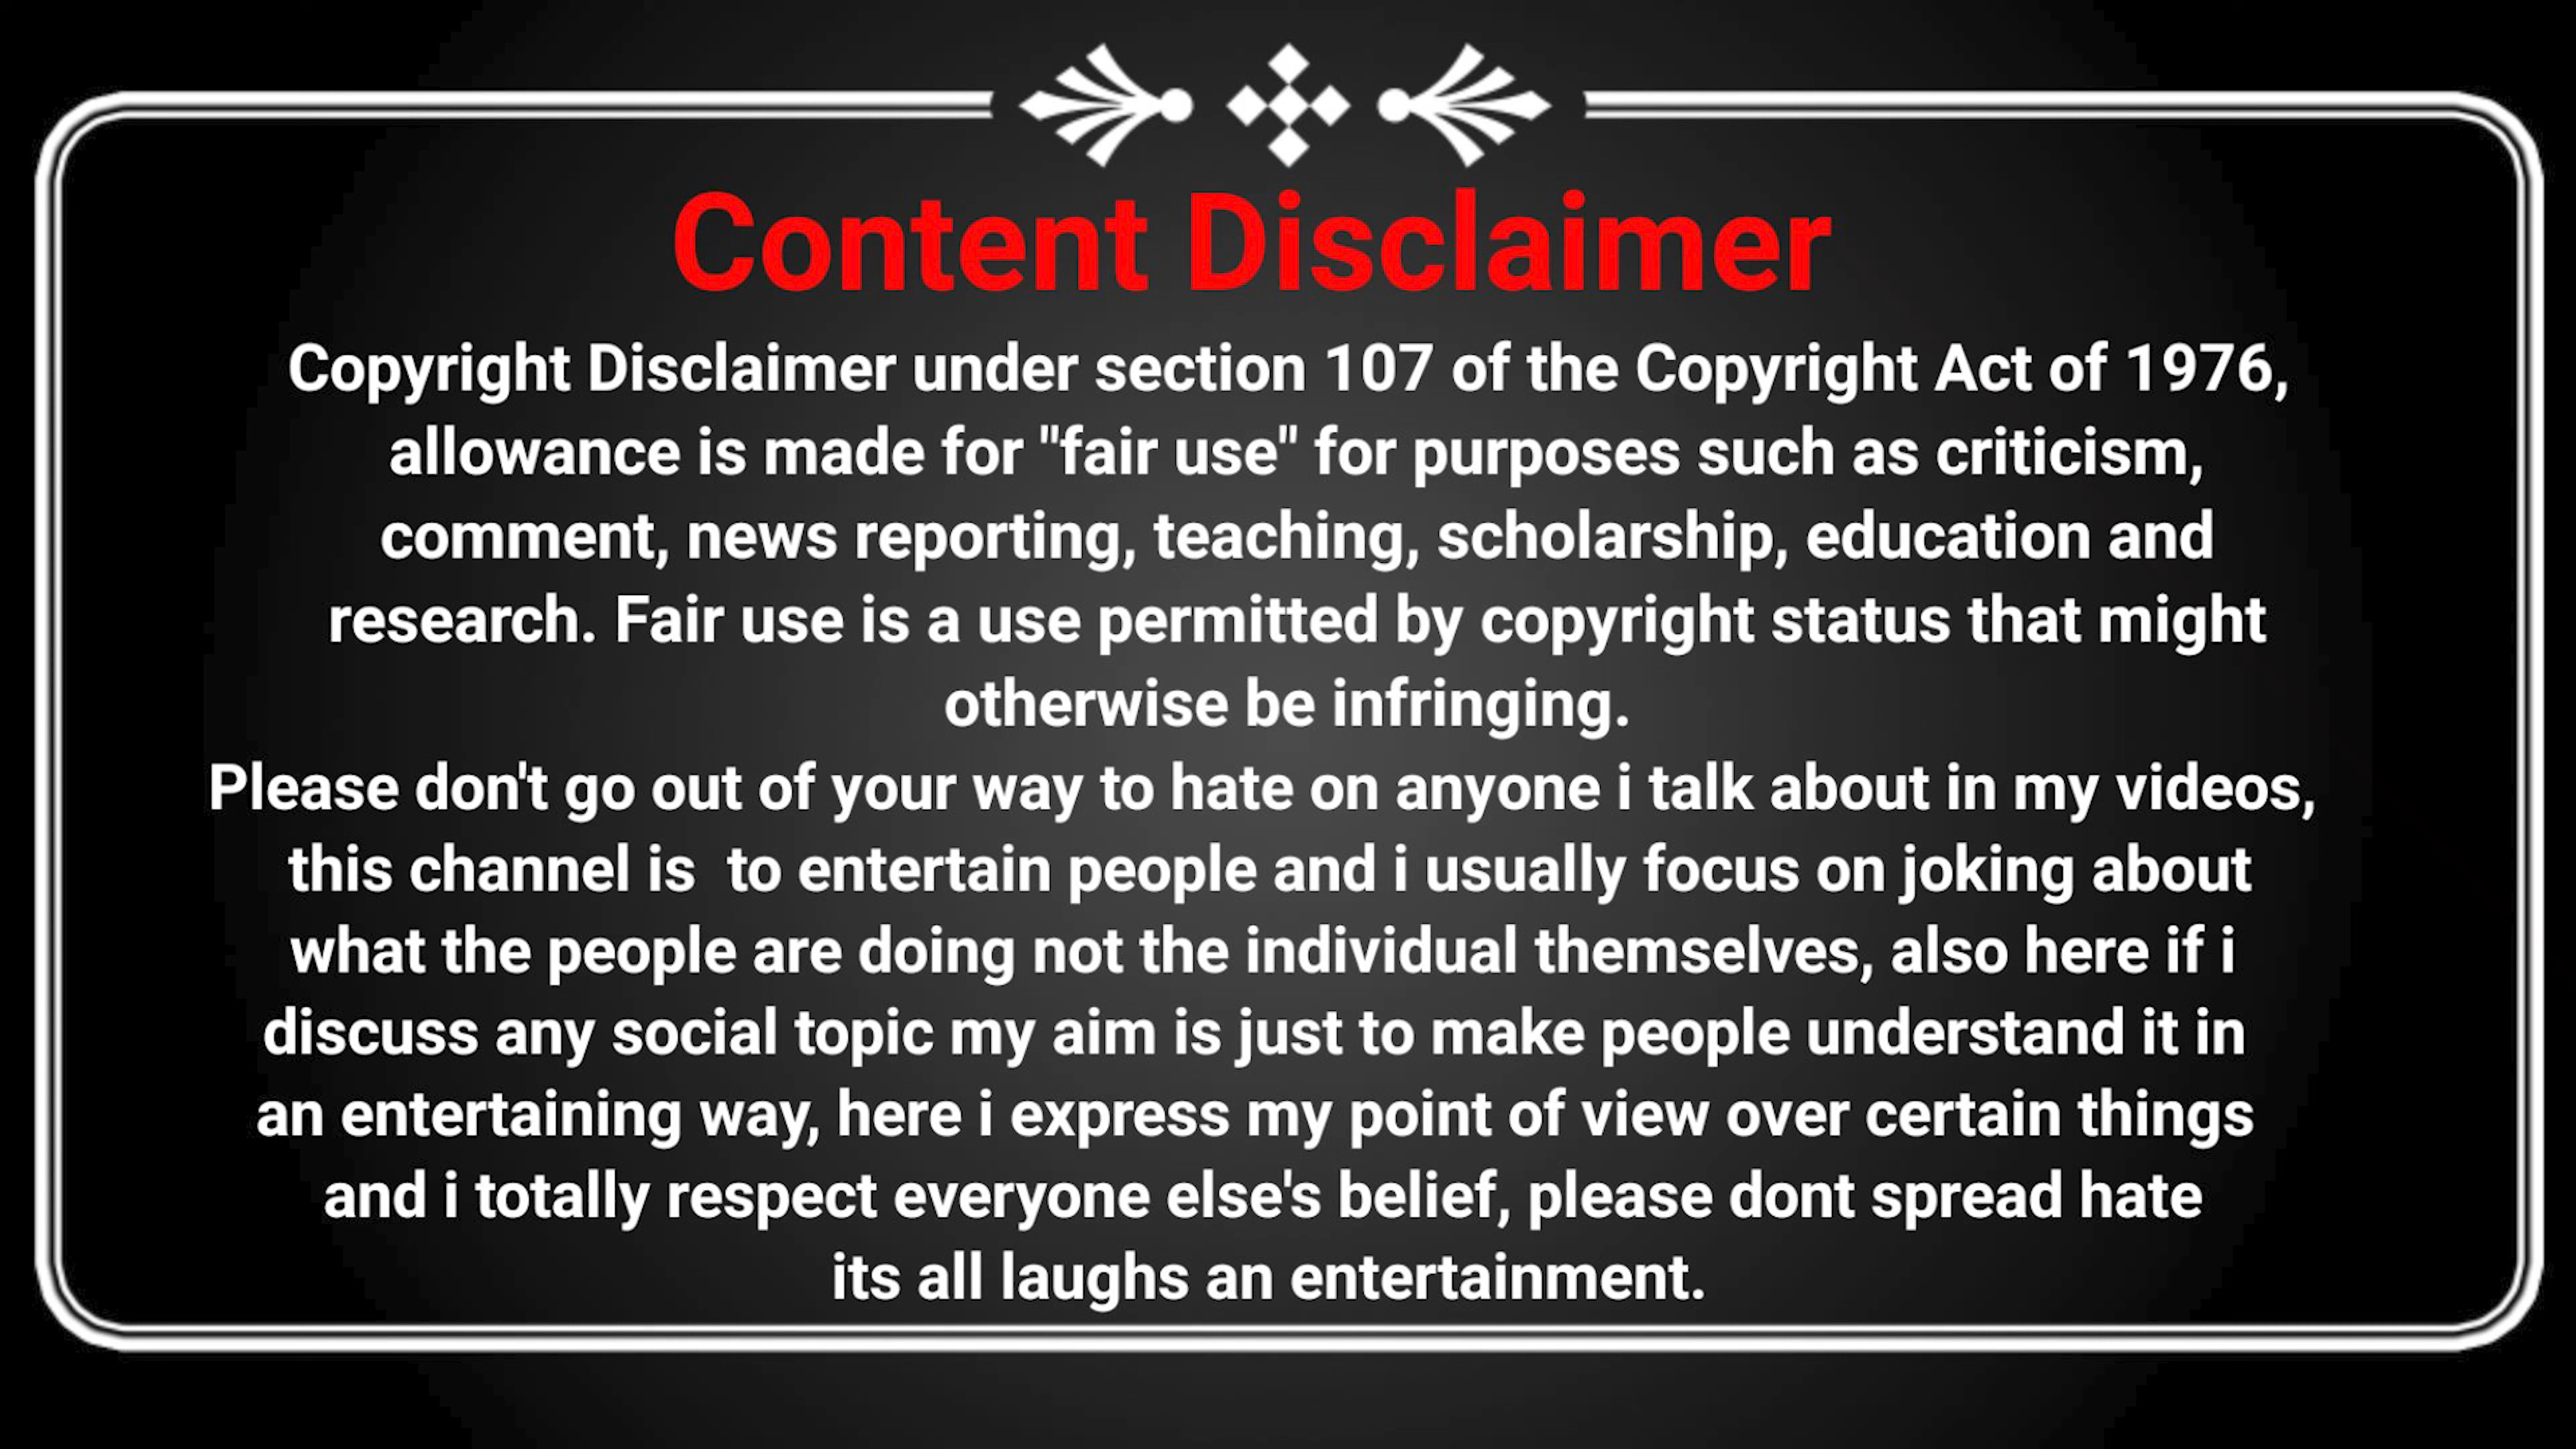 Content Disclaimer
Copyright Disclaimer under section 107 of the Copyright Act of 1976,
allowance is made for "fair use" for purposes such as criticism,
comment, news reporting, teaching, scholarship, education and
research. Fair use is a use permitted by copyright status that might
otherwise be infringing.
Please don't go out of your way to hate on anyone i talk about in my videos,
this channel is  to entertain people and i usually focus on joking about
what the people are doing not the individual themselves, also here if i
discuss any social topic my aim is just to make people understand it in
an entertaining way, here i express my point of view over certain things
and i totally respect everyone else's belief, please dont spread hate
its all laughs an entertainment.